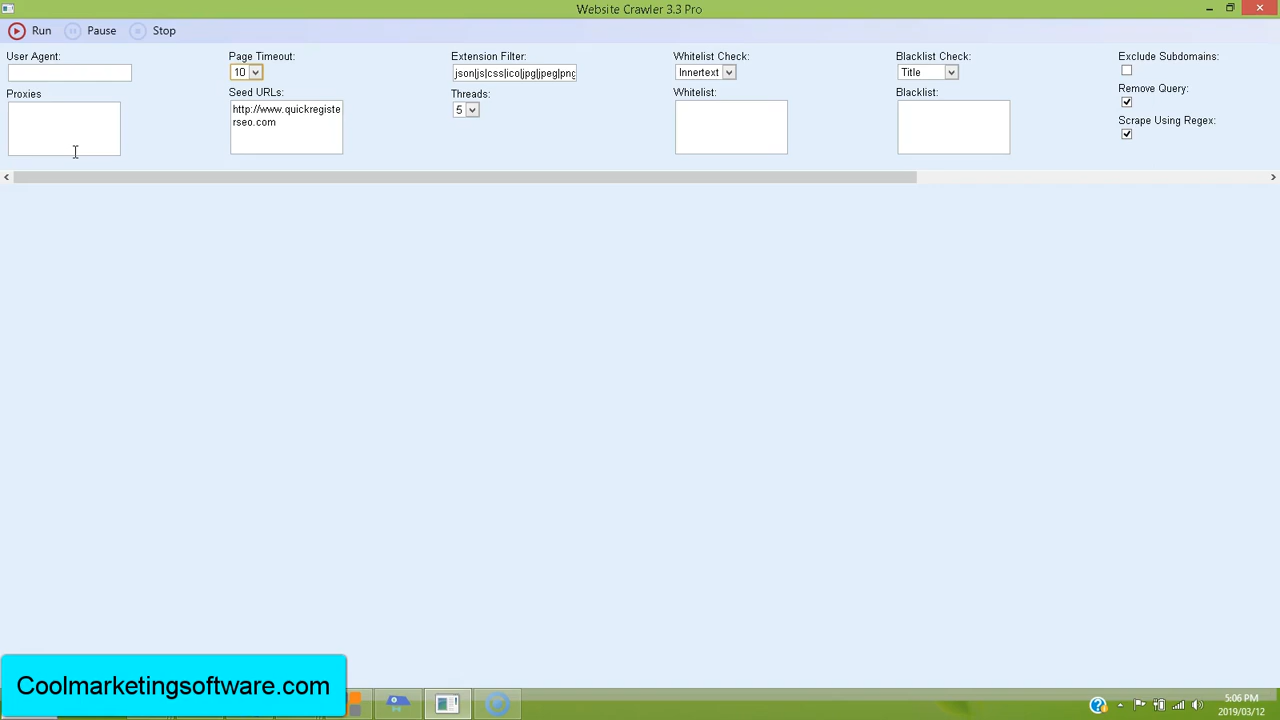 Website Crawler 3.3 Pro
Run Pause Stop
User Agent:
Page Timeout:
Extension Filter:
Whitelist Check:
Blacklist Check:
Exclude Subdomains:
10
json|js|css|ico|jpg|jpeg|png
Innertext
Title
Remove Query:
Proxies
Seed URLs:
Threads:
Whitelist:
Blacklist:
http://www.quickregiste
rseo.com
5
Scrape Using Regex:
Coolmarketingsoftware.com
5:06 PM
2019/03/12